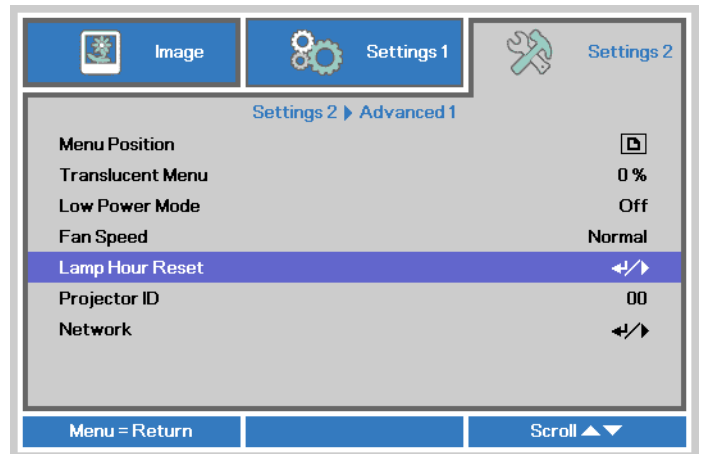 Image Settings 1 Settings 2
Settings 2 Advanced 1
Menu Position
Translucent Menu 0 %
Low Power Mode Off
Fan Speed Normal
Lamp Hour Reset ↵/▶
Projector ID 00
Network ↵/▶
Menu = Return Scroll ▲▼